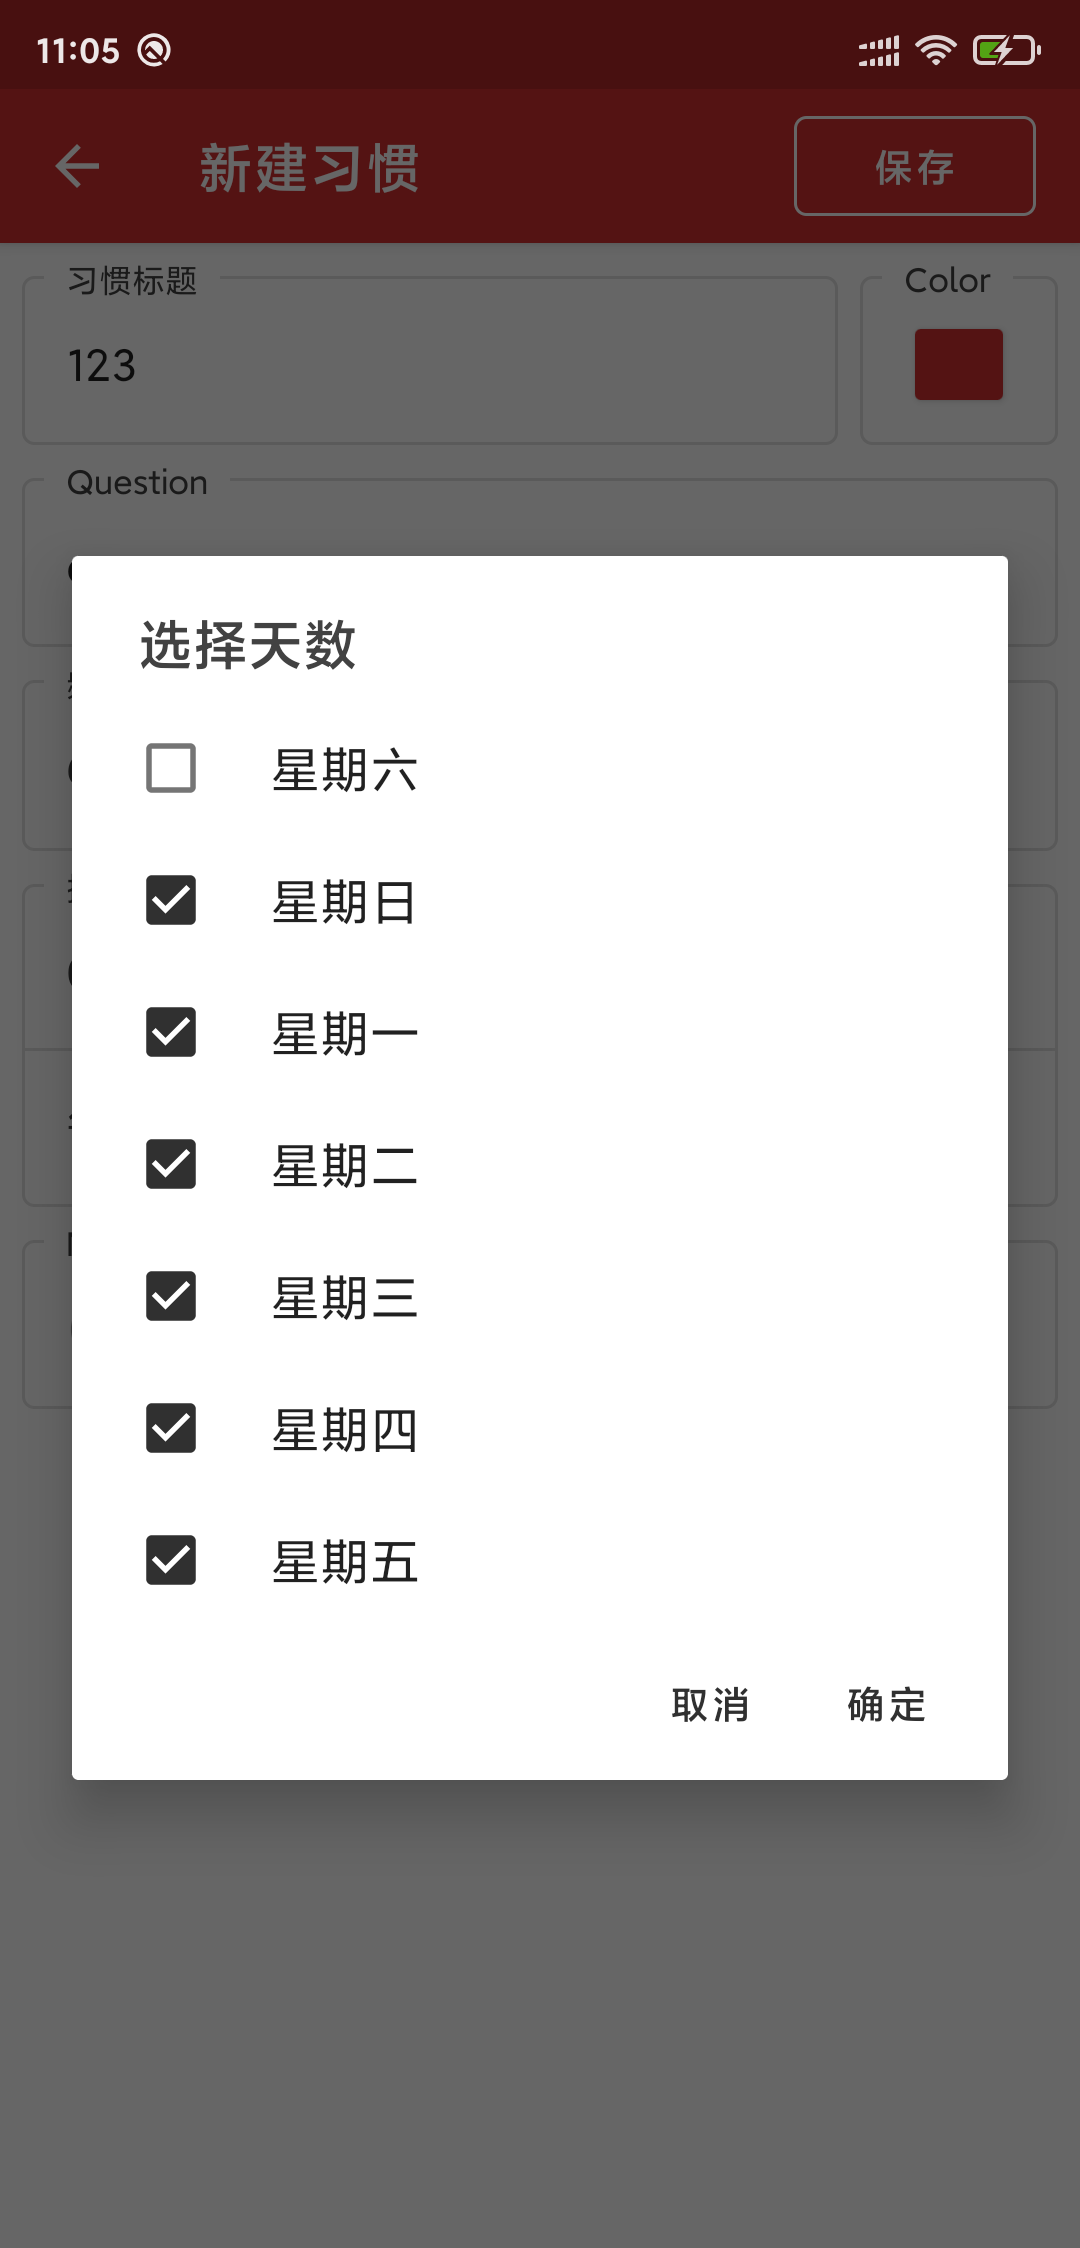 11:05
新建习惯
保存
习惯标题
Color
123
Question
选择天数
星期六
星期日
星期一
星期二
星期三
星期四
星期五
取消
确定